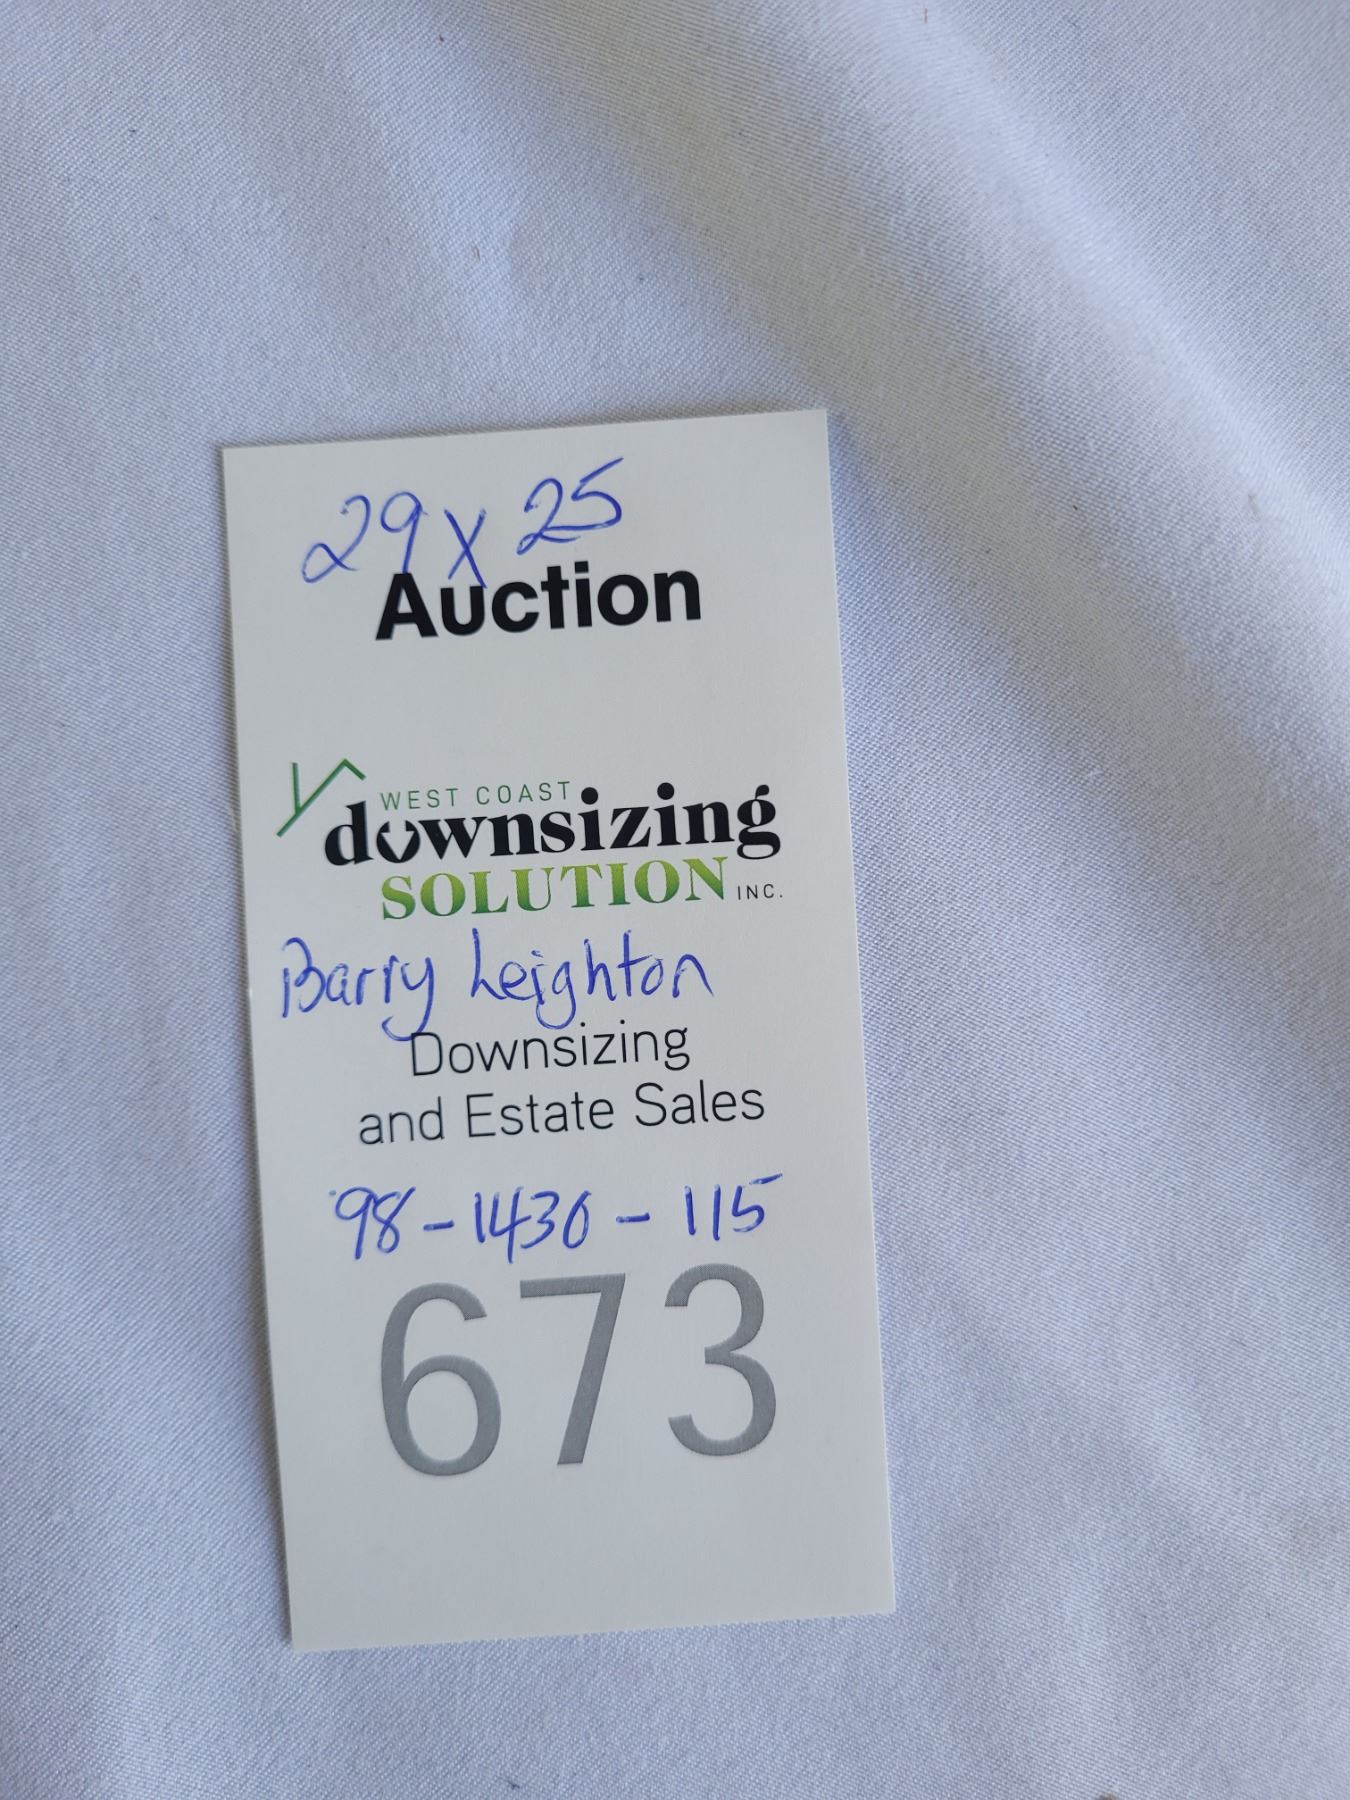 29 x 25
Auction
WEST COAST
downsizing
SOLUTION INC.
Barry Leighton
Downsizing
and Estate Sales
98-1430-115
673